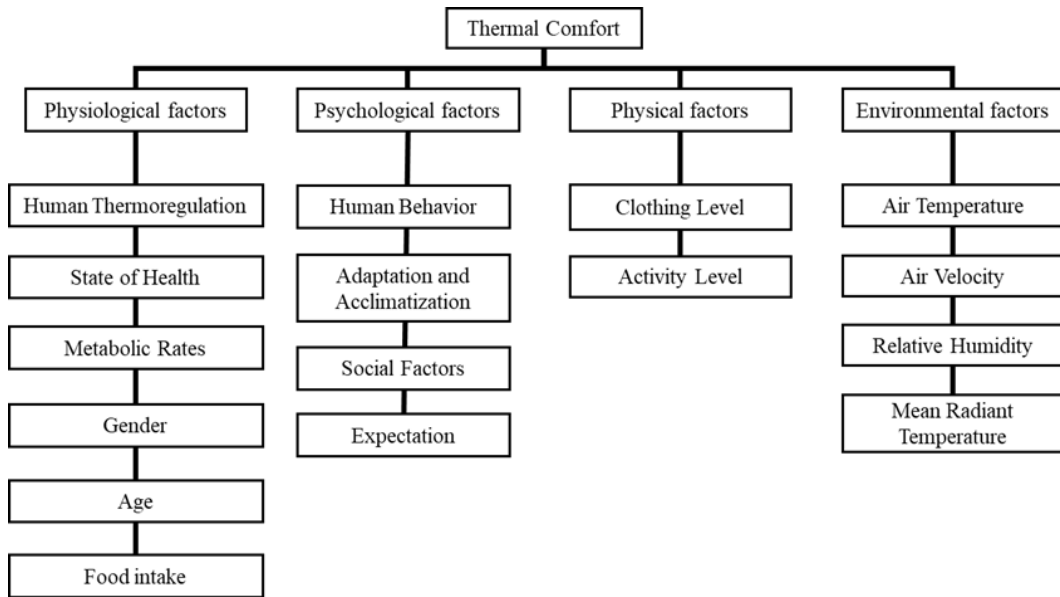 Thermal Comfort
Physiological factors
Psychological factors
Physical factors
Environmental factors
Human Thermoregulation
State of Health
Metabolic Rates
Gender
Age
Food intake
Human Behavior
Adaptation and
Acclimatization
Social Factors
Expectation
Clothing Level
Activity Level
Air Temperature
Air Velocity
Relative Humidity
Mean Radiant
Temperature